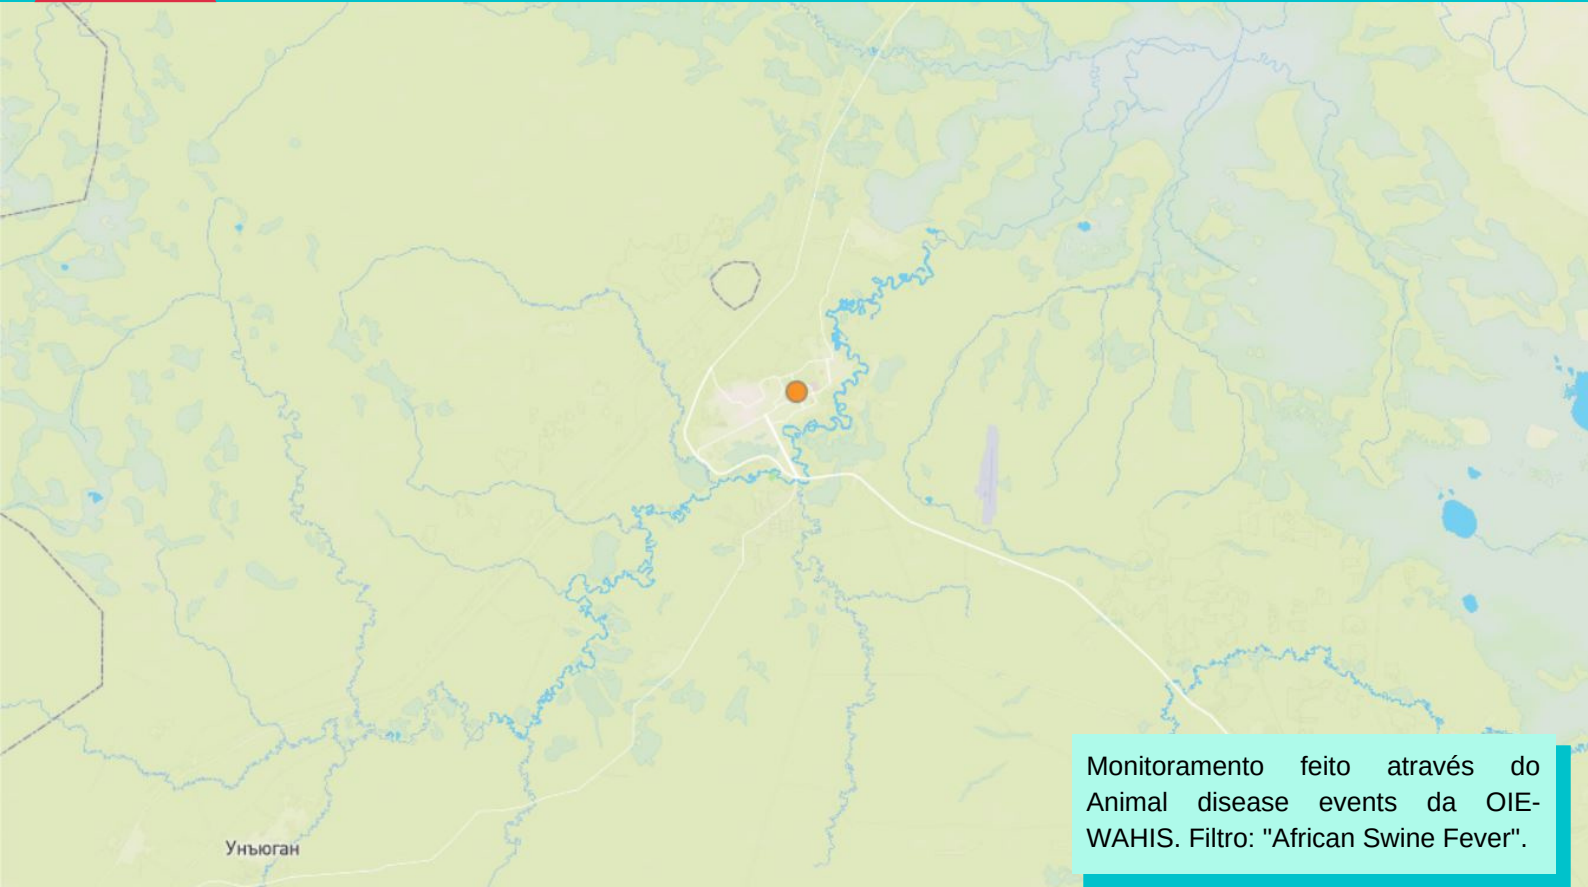 Унъюган
Monitoramento feito através do
Animal disease events da OIE-
WAHIS. Filtro: "African Swine Fever".